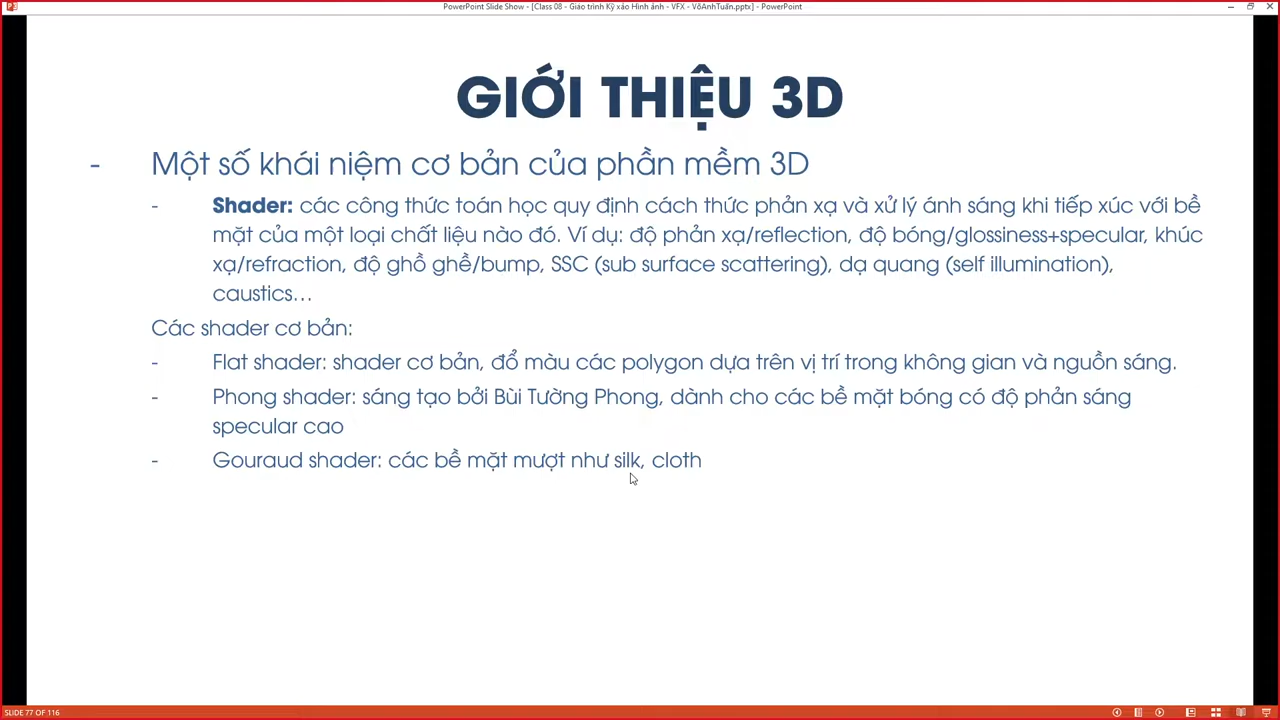 PowerPoint Slide Show - [Class 08 - Giáo trình Kỹ xảo Hình ảnh - VFX - VõAnhTuấn.pptx] - PowerPoint
GIỚI THIỆU 3D
- Một số khái niệm cơ bản của phần mềm 3D
- Shader: các công thức toán học quy định cách thức phản xạ và xử lý ánh sáng khi tiếp xúc với bề
mặt của một loại chất liệu nào đó. Ví dụ: độ phản xạ/reflection, độ bóng/glossiness+specular, khúc
xạ/refraction, độ ghồ ghề/bump, SSC (sub surface scattering), dạ quang (self illumination),
caustics...
Các shader cơ bản:
- Flat shader: shader cơ bản, đổ màu các polygon dựa trên vị trí trong không gian và nguồn sáng.
- Phong shader: sáng tạo bởi Bùi Tường Phong, dành cho các bề mặt bóng có độ phản sáng
specular cao
- Gouraud shader: các bề mặt mượt như silk, cloth
SLIDE 77 OF 116